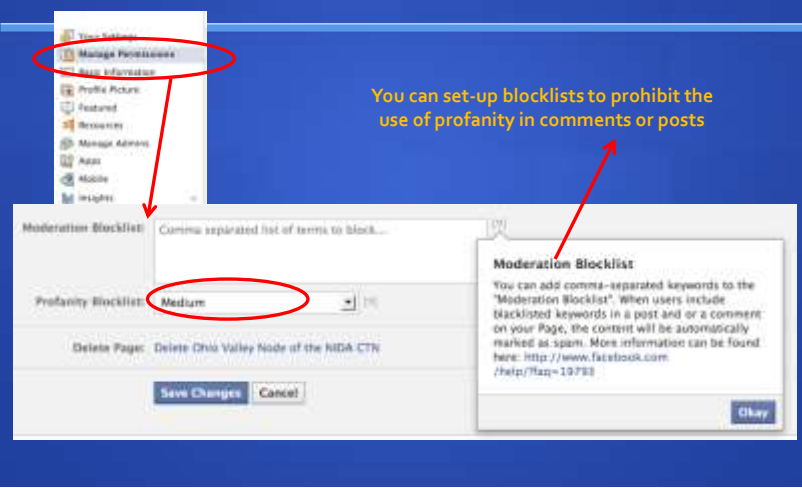 Your Settings
Manage Permissions
Basic Information
Profile Picture
Featured
Resources
Manage Admins
Apps
Mobile
Insights
You can set-up blocklists to prohibit the
use of profanity in comments or posts
Moderation Blocklist: Comma separated list of terms to block... [?]
Profanity Blocklist: Medium [?]
Delete Page: Delete Ohio Valley Node of the NIDA CTN
Save Changes Cancel
Moderation Blocklist
You can add comma-separated keywords to the
"Moderation Blocklist". When users include
blacklisted keywords in a post and or a comment
on your Page, the content will be automatically
marked as spam. More information can be found
here: http://www.facebook.com
/help/?faq=19793
Okay